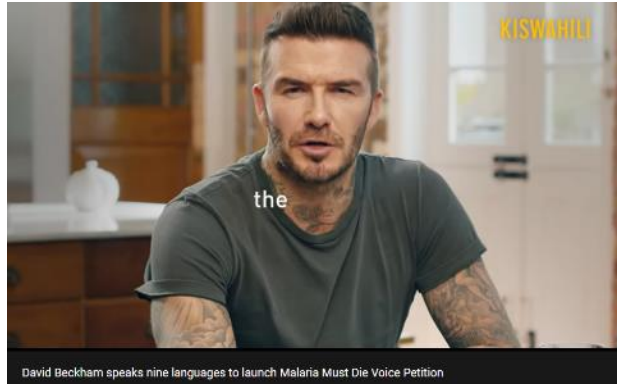 KISWAHILI
the
David Beckham speaks nine languages to launch Malaria Must Die Voice Petition